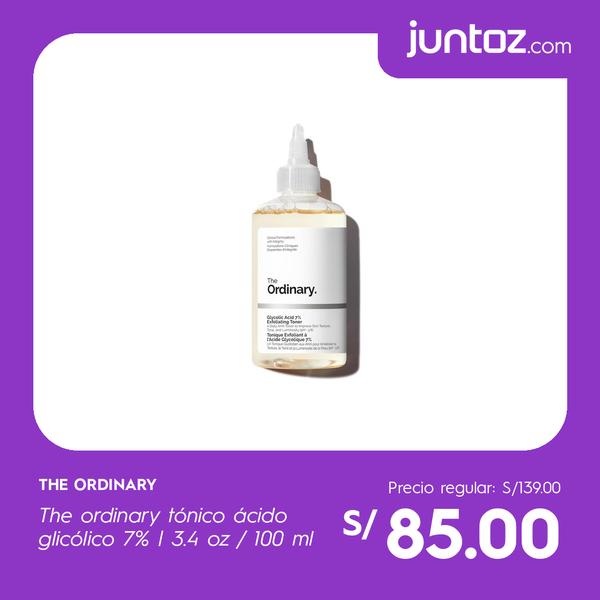 juntoz.com
The
Ordinary.
Glycolic Acid 7%
Exfoliating Toner
Tonique Exfoliant à
l'Acide Glycolique 7%
THE ORDINARY
The ordinary tónico ácido
glicólico 7% | 3.4 oz / 100 ml
Precio regular: S/139.00
S/ 85.00